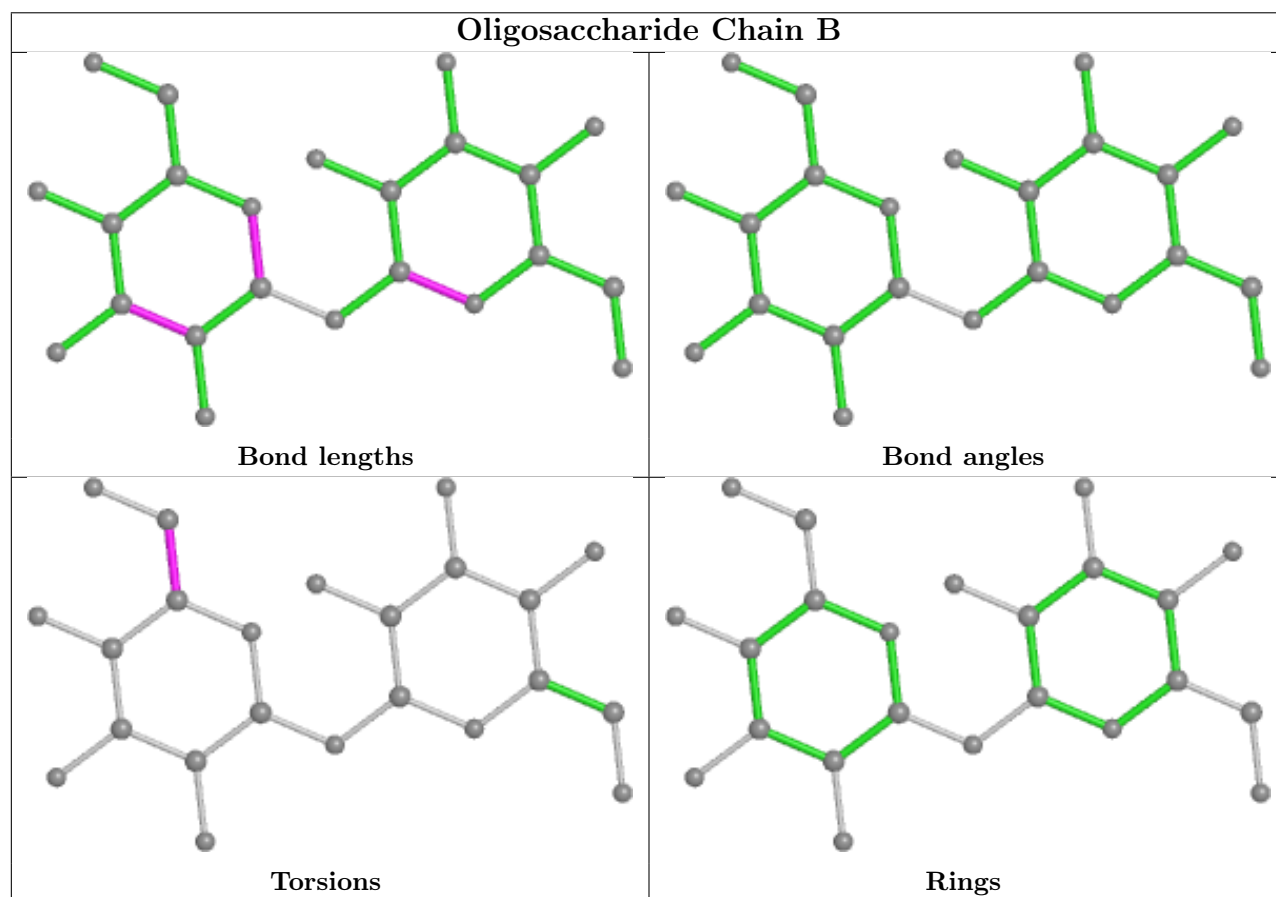 Oligosaccharide Chain B
Bond lengths
Bond angles
Torsions
Rings